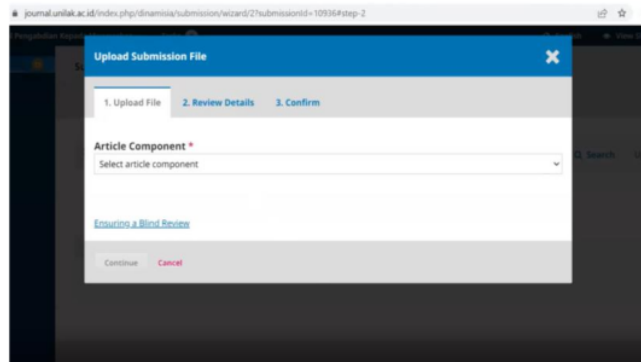 journal.unilak.ac.id/index.php/dinamisia/submission/wizard/2?submissionId=10936#step-2
Upload Submission File
1. Upload File
2. Review Details
3. Confirm
Article Component *
Select article component
Search
Ensuring a Blind Review
Continue
Cancel